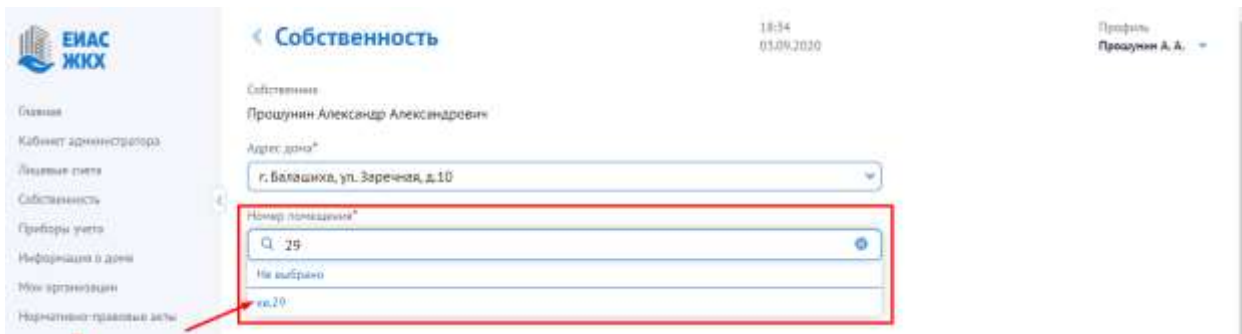 ЕИАС
ЖКХ
Собственность
18:54
03.09.2020
Профиль
Прошунин А. А.
Главная
Кабинет администратора
Лицевые счета
Собственность
Приборы учета
Информация о доме
Мои организации
Нормативно-правовые акты
Собственник
Прошунин Александр Александрович
Адрес дома*
г. Балашиха, ул. Заречная, д.10
Номер помещения*
29
Не выбрано
кв.29